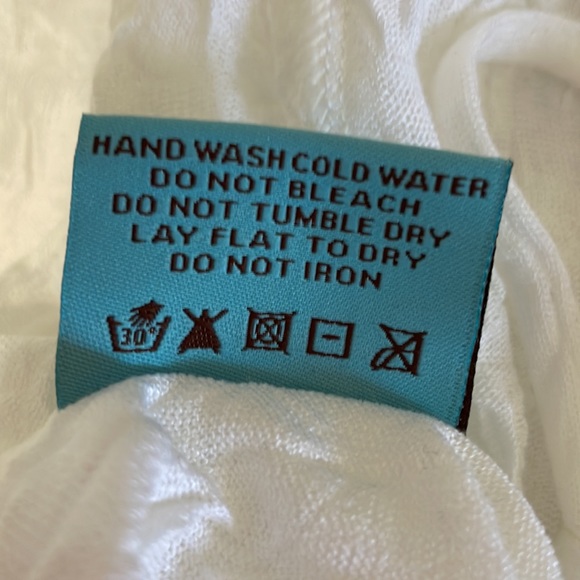 HAND WASH COLD WATER
DO NOT BLEACH
DO NOT TUMBLE DRY
LAY FLAT TO DRY
DO NOT IRON
30°